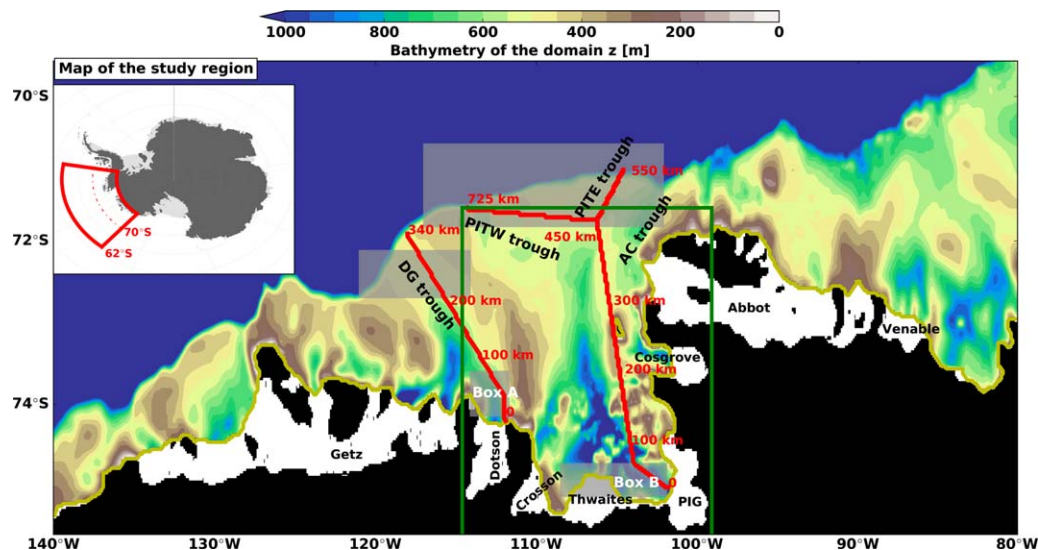 1000 800 600 400 200 0
Bathymetry of the domain z [m]
Map of the study region
70°S
62°S
70°S
72°S
74°S
PITE trough
550 km
725 km
PITW trough
450 km
AC trough
340 km
DG trough
200 km
300 km
Abbot
Venable
100 km
Cosgrove
200 km
Box A
0
100 km
Getz
Dotson
Crosson
Thwaites
Box B
0
PIG
140°W 130°W 120°W 110°W 100°W 90°W 80°W